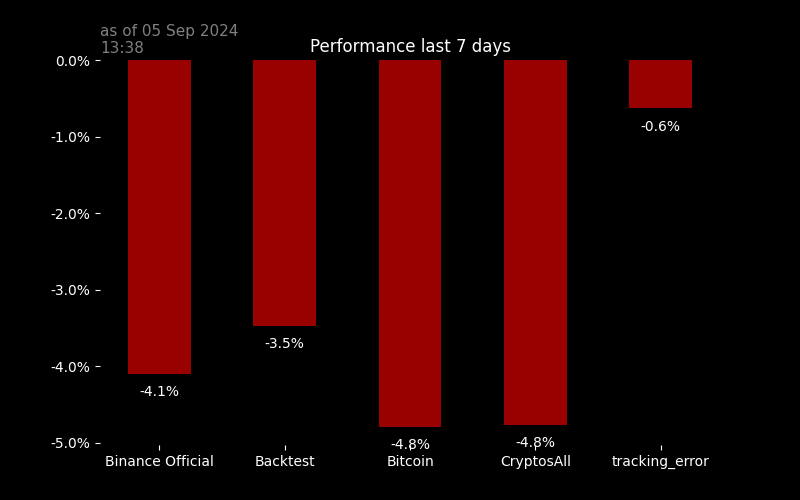 as of 05 Sep 2024
13:38
Performance last 7 days
0.0%
-1.0%
-2.0%
-3.0%
-4.0%
-5.0%
-4.1%
-3.5%
-4.8%
-4.8%
-0.6%
Binance Official
Backtest
Bitcoin
CryptosAll
tracking_error